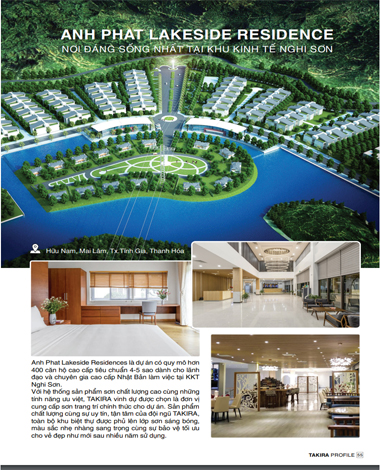 ANH PHAT LAKESIDE RESIDENCE
NƠI ĐÁNG SỐNG NHẤT TẠI KHU KINH TẾ NGHI SƠN
Hữu Nam, Mai Lâm, Tx.Tĩnh Gia, Thanh Hóa
Anh Phat Lakeside Residences là dự án có quy mô hơn
400 căn hộ cao cấp tiêu chuẩn 4-5 sao dành cho lãnh
đạo và chuyên gia cao cấp Nhật Bản làm việc tại KKT
Nghi Sơn.
Với hệ thống sản phẩm sơn chất lượng cao cùng những
tính năng ưu việt, TAKIRA vinh dự được chọn là đơn vị
cung cấp sơn trang trí chính thức cho dự án. Sản phẩm
chất lượng cùng sự uy tín, tận tâm của đội ngũ TAKIRA,
toàn bộ khu biệt thự được phủ lên lớp sơn sáng bóng,
màu sắc nhẹ nhàng sang trọng cùng sự bảo vệ tối ưu
cho vẻ đẹp như mới sau nhiều năm sử dụng.
TAKIRA PROFILE